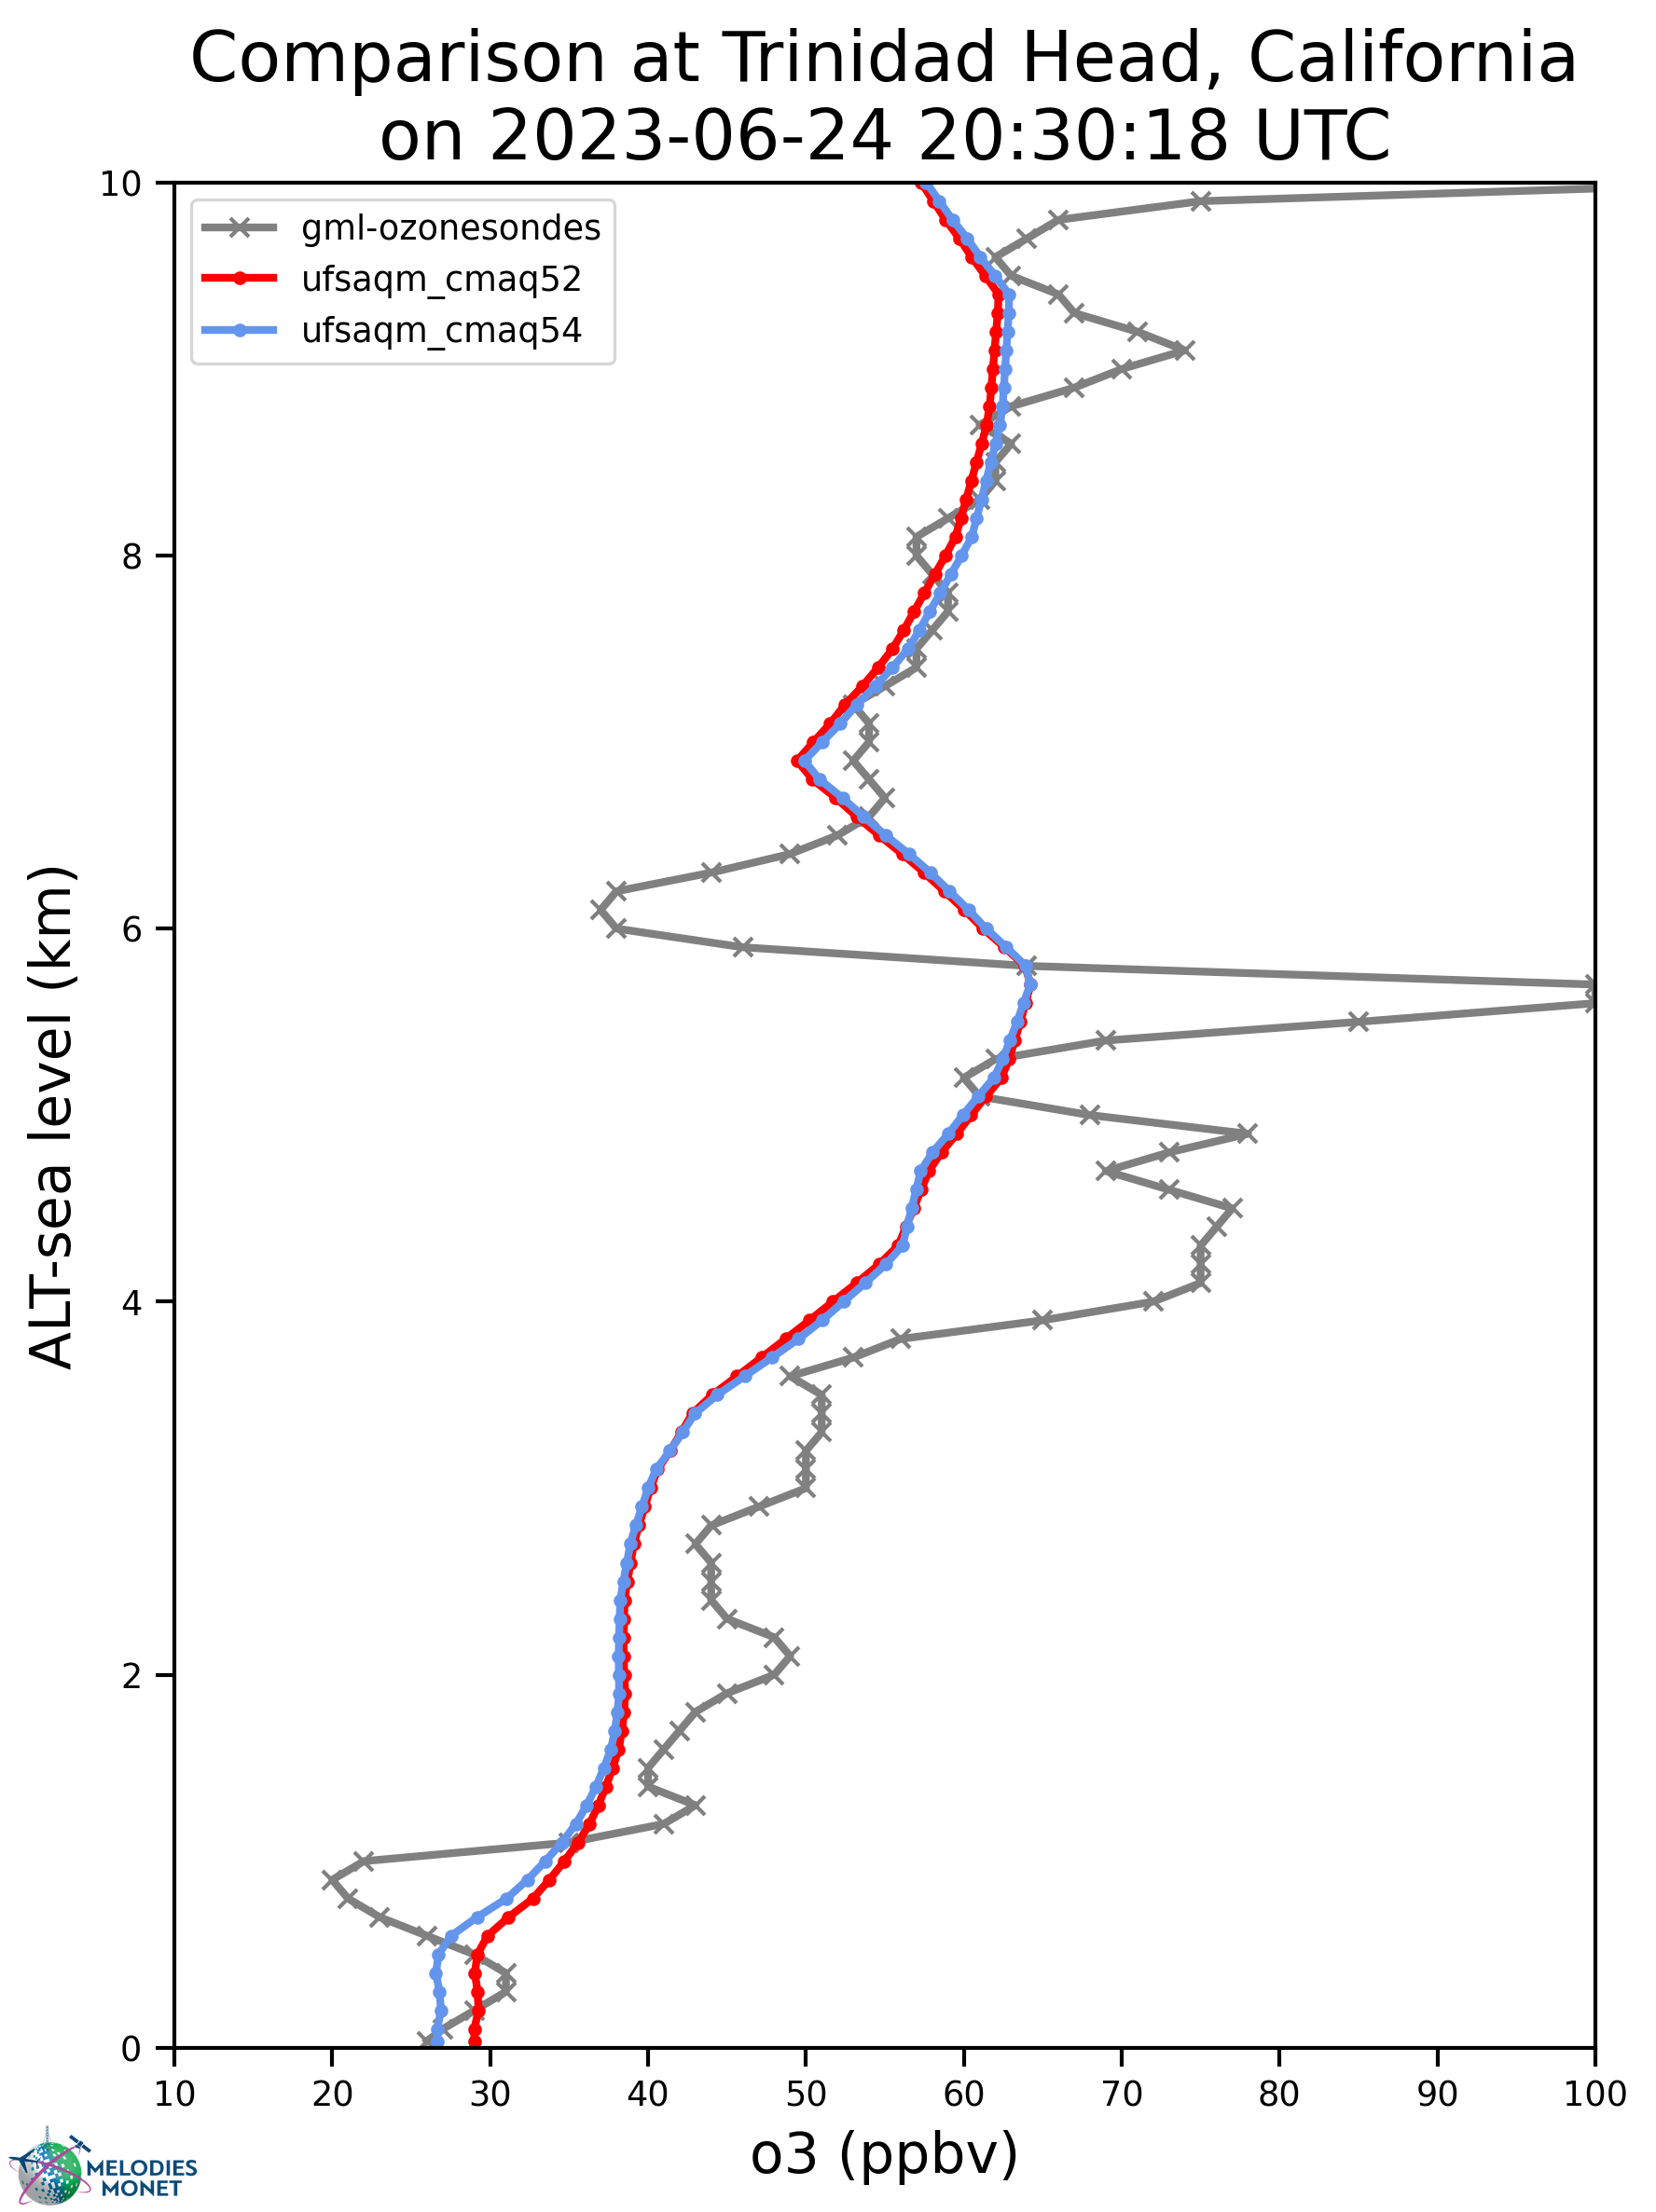 Comparison at Trinidad Head, California
on 2023-06-24 20:30:18 UTC
gml-ozonesondes
ufsaqm_cmaq52
ufsaqm_cmaq54
10
8
6
4
2
0
ALT-sea level (km)
10 20 30 40 50 60 70 80 90 100
o3 (ppbv)
MELODIES
MONET